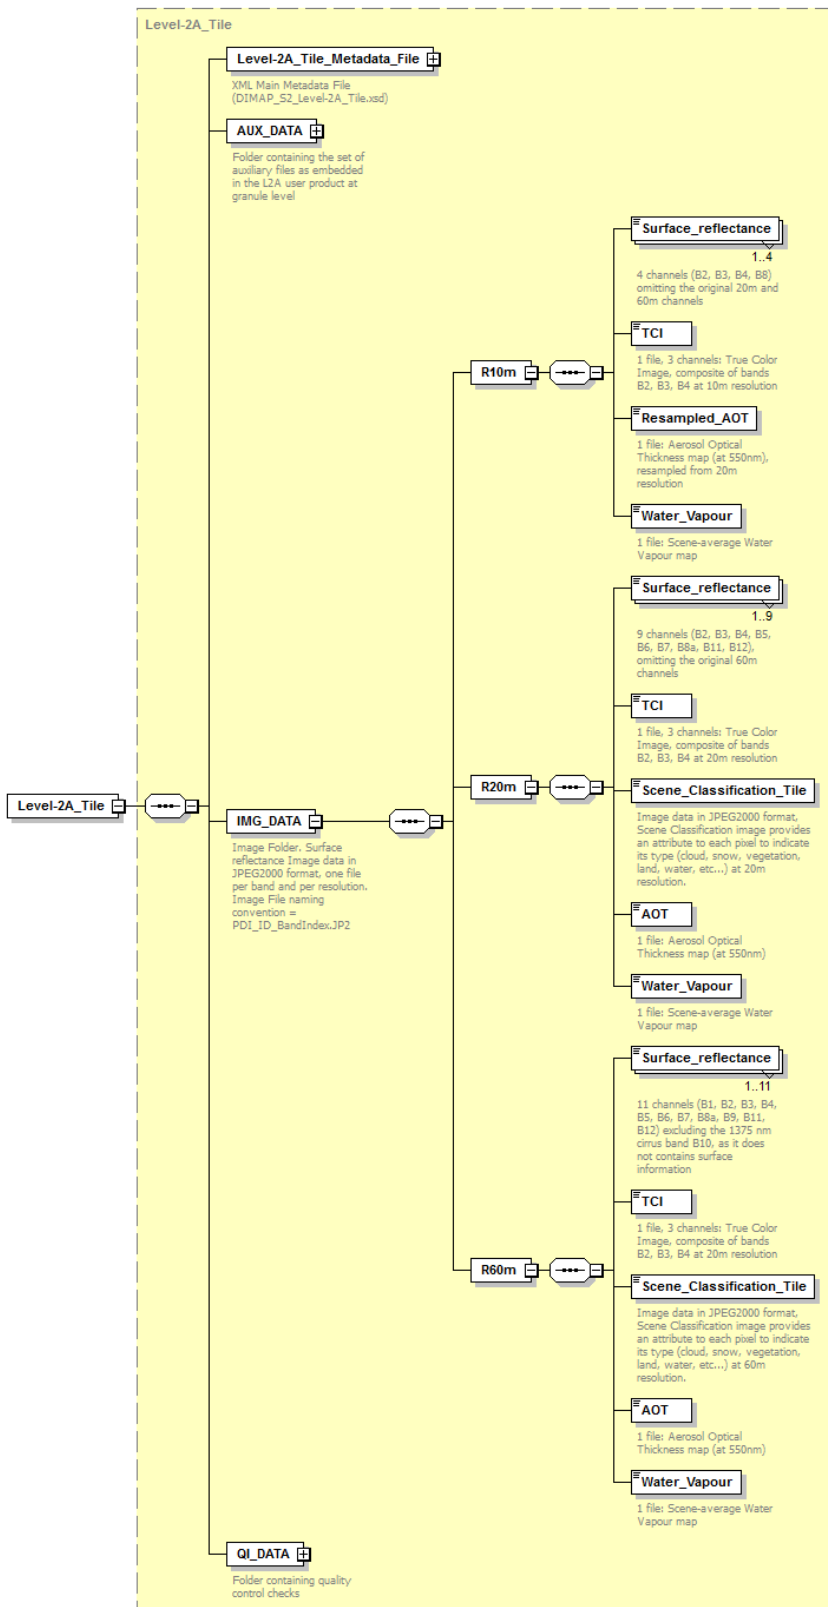 Level-2A_Tile
Level-2A_Tile_Metadata_File
XML Main Metadata File
(DIMAP_S2_Level-2A_Tile.xsd)
AUX_DATA
Folder containing the set of
auxiliary files as embedded
in the L2A user product at
granule level
Surface_reflectance
1..4
4 channels (B2, B3, B4, B8)
omitting the original 20m and
60m channels
TCI
1 file, 3 channels: True Color
Image, composite of bands
B2, B3, B4 at 10m resolution
R10m
Resampled_AOT
1 file: Aerosol Optical
Thickness map (at 550nm),
resampled from 20m
resolution
Water_Vapour
1 file: Scene-average Water
Vapour map
Surface_reflectance
1..9
9 channels (B2, B3, B4, B5,
B6, B7, B8a, B11, B12),
omitting the original 60m
channels
TCI
1 file, 3 channels: True Color
Image, composite of bands
B2, B3, B4 at 20m resolution
R20m
Scene_Classification_Tile
Image data in JPEG2000 format,
Scene Classification image provides
an attribute to each pixel to indicate
its type (cloud, snow, vegetation,
land, water, etc...) at 20m
resolution.
Level-2A_Tile
IMG_DATA
Image Folder. Surface
reflectance Image data in
JPEG2000 format, one file
per band and per resolution.
Image File naming
convention =
PDI_ID_BandIndex.JP2
AOT
1 file: Aerosol Optical
Thickness map (at 550nm)
Water_Vapour
1 file: Scene-average Water
Vapour map
Surface_reflectance
1..11
11 channels (B1, B2, B3, B4,
B5, B6, B7, B8a, B9, B11,
B12) excluding the 1375 nm
cirrus band B10, as it does
not contains surface
information
TCI
1 file, 3 channels: True Color
Image, composite of bands
B2, B3, B4 at 20m resolution
R60m
Scene_Classification_Tile
Image data in JPEG2000 format,
Scene Classification image provides
an attribute to each pixel to indicate
its type (cloud, snow, vegetation,
land, water, etc...) at 60m
resolution.
AOT
1 file: Aerosol Optical
Thickness map (at 550nm)
Water_Vapour
1 file: Scene-average Water
Vapour map
QI_DATA
Folder containing quality
control checks